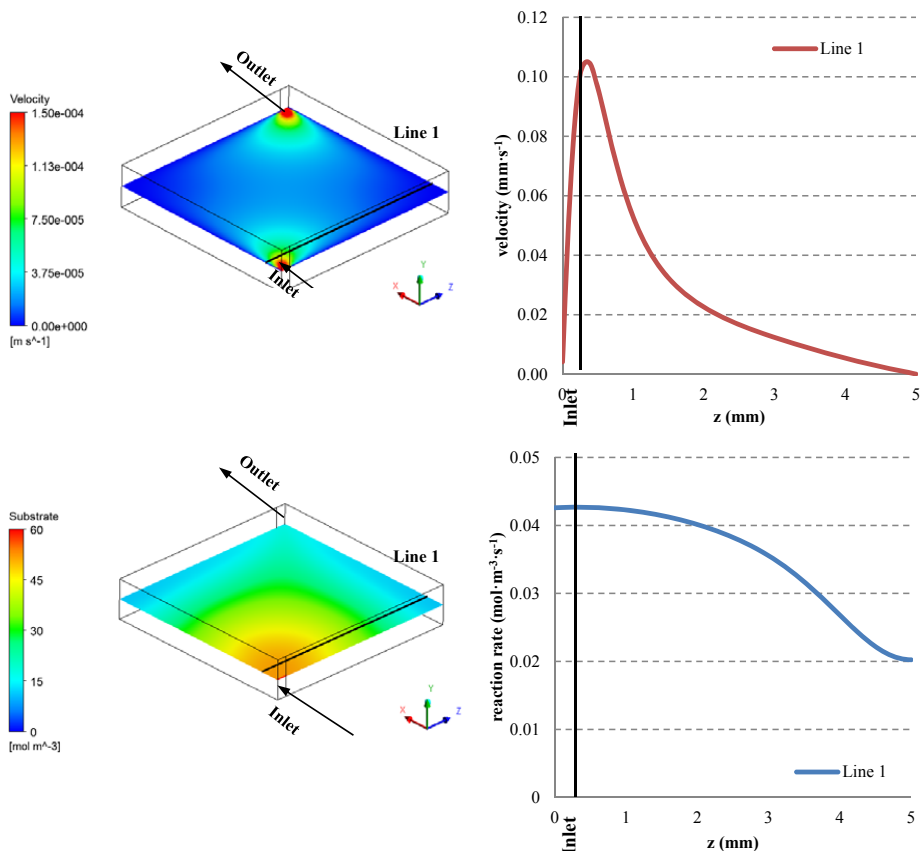 Outlet
Velocity
1.50e-004
1.13e-004
7.50e-005
3.75e-005
0.00e+000
[m s^-1]
Line 1
Inlet
X
Y
Z
0.12
0.10
0.08
0.06
0.04
0.02
0.00
velocity (mm·s⁻¹)
Line 1
0 1 2 3 4 5
Inlet
z (mm)
Outlet
Substrate
60
45
30
15
0
[mol m^-3]
Line 1
Inlet
X
Y
Z
0.05
0.04
0.03
0.02
0.01
0
reaction rate (mol·m⁻³·s⁻¹)
Line 1
0 1 2 3 4 5
Inlet
z (mm)